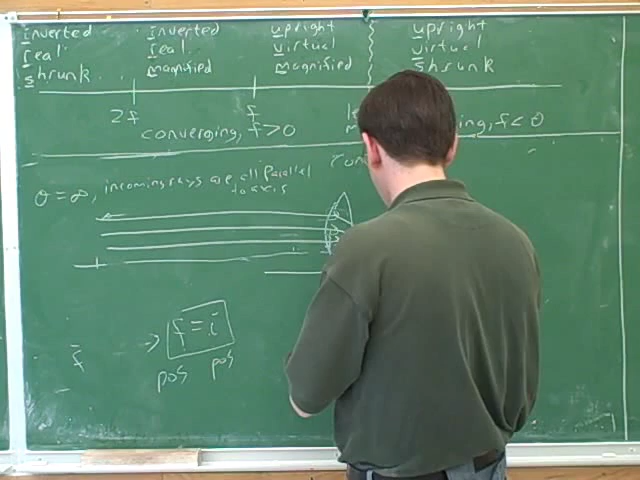 inverted inverted upright upright
real real virtual virtual
shrunk magnified magnified shrunk
2f f
converging, f>0 ing, f<0
o=∞, incoming rays are all parallel
to axis
f → f=i
pos pos